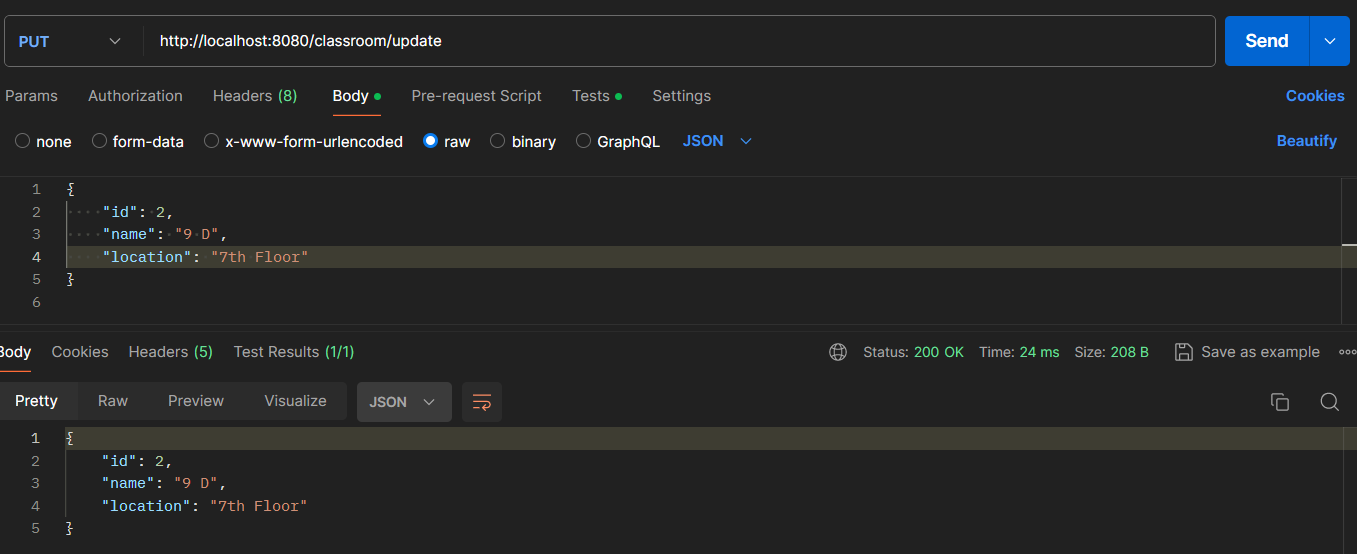 PUT http://localhost:8080/classroom/update Send
Params Authorization Headers (8) Body Pre-request Script Tests Settings Cookies
none form-data x-www-form-urlencoded raw binary GraphQL JSON Beautify
1 {
2 "id": 2,
3 "name": "9 D",
4 "location": "7th Floor"
5 }
6
Body Cookies Headers (5) Test Results (1/1) Status: 200 OK Time: 24 ms Size: 208 B Save as example
Pretty Raw Preview Visualize JSON
1 {
2 "id": 2,
3 "name": "9 D",
4 "location": "7th Floor"
5 }